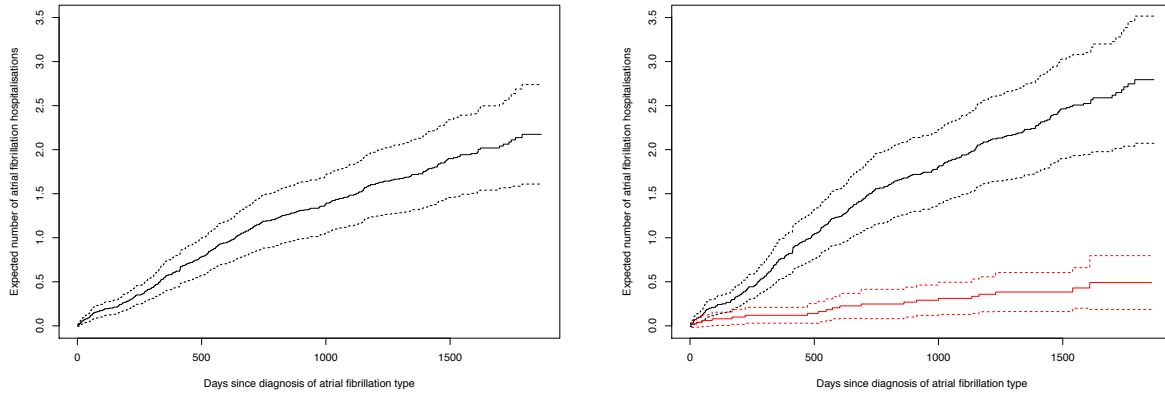 Expected number of atrial fibrillation hospitalisations
3.5
3.0
2.5
2.0
1.5
1.0
0.5
0.0
0 500 1000 1500
Days since diagnosis of atrial fibrillation type
Expected number of atrial fibrillation hospitalisations
3.5
3.0
2.5
2.0
1.5
1.0
0.5
0.0
0 500 1000 1500
Days since diagnosis of atrial fibrillation type